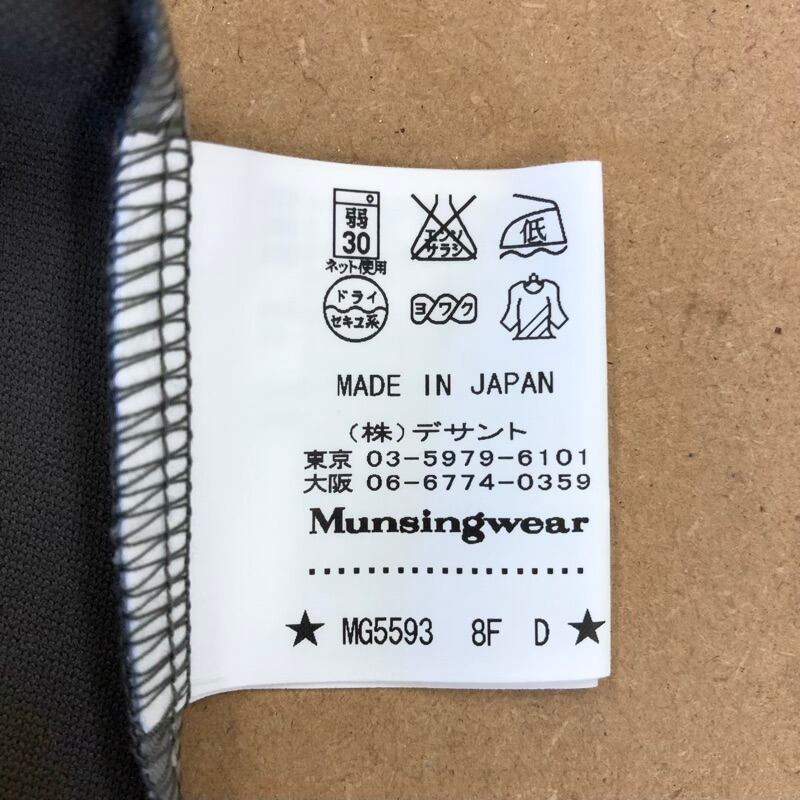 弱
30
ネット使用
エンソ
サラシ
低
ドライ
セキユ系
ヨワク
MADE IN JAPAN
(株)デサント
東京 03-5979-6101
大阪 06-6774-0359
Munsingwear
★ MG5593 8F D ★